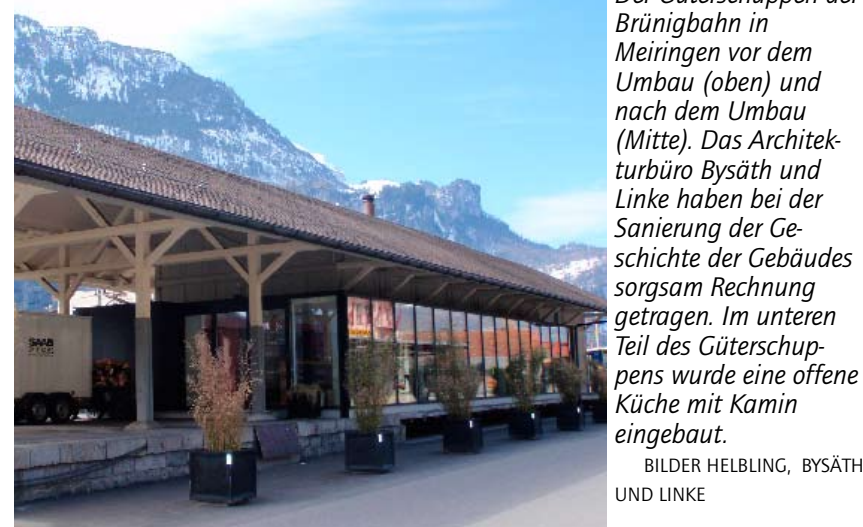 Der Güterschuppen der
Brünigbahn in
Meiringen vor dem
Umbau (oben) und
nach dem Umbau
(Mitte). Das Architek-
turbüro Bysäth und
Linke haben bei der
Sanierung der Ge-
schichte der Gebäudes
sorgsam Rechnung
getragen. Im unteren
Teil des Güterschup-
pens wurde eine offene
Küche mit Kamin
eingebaut.
BILDER HELBLING, BYSÄTH
UND LINKE
SAAB